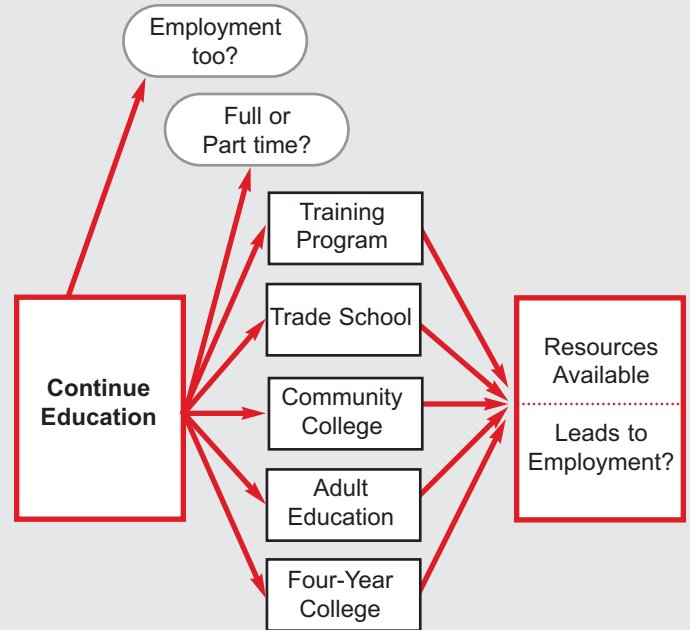 Employment
too?
Full or
Part time?
Training
Program
Trade School
Continue
Education
Community
College
Adult
Education
Four-Year
College
Resources
Available
Leads to
Employment?